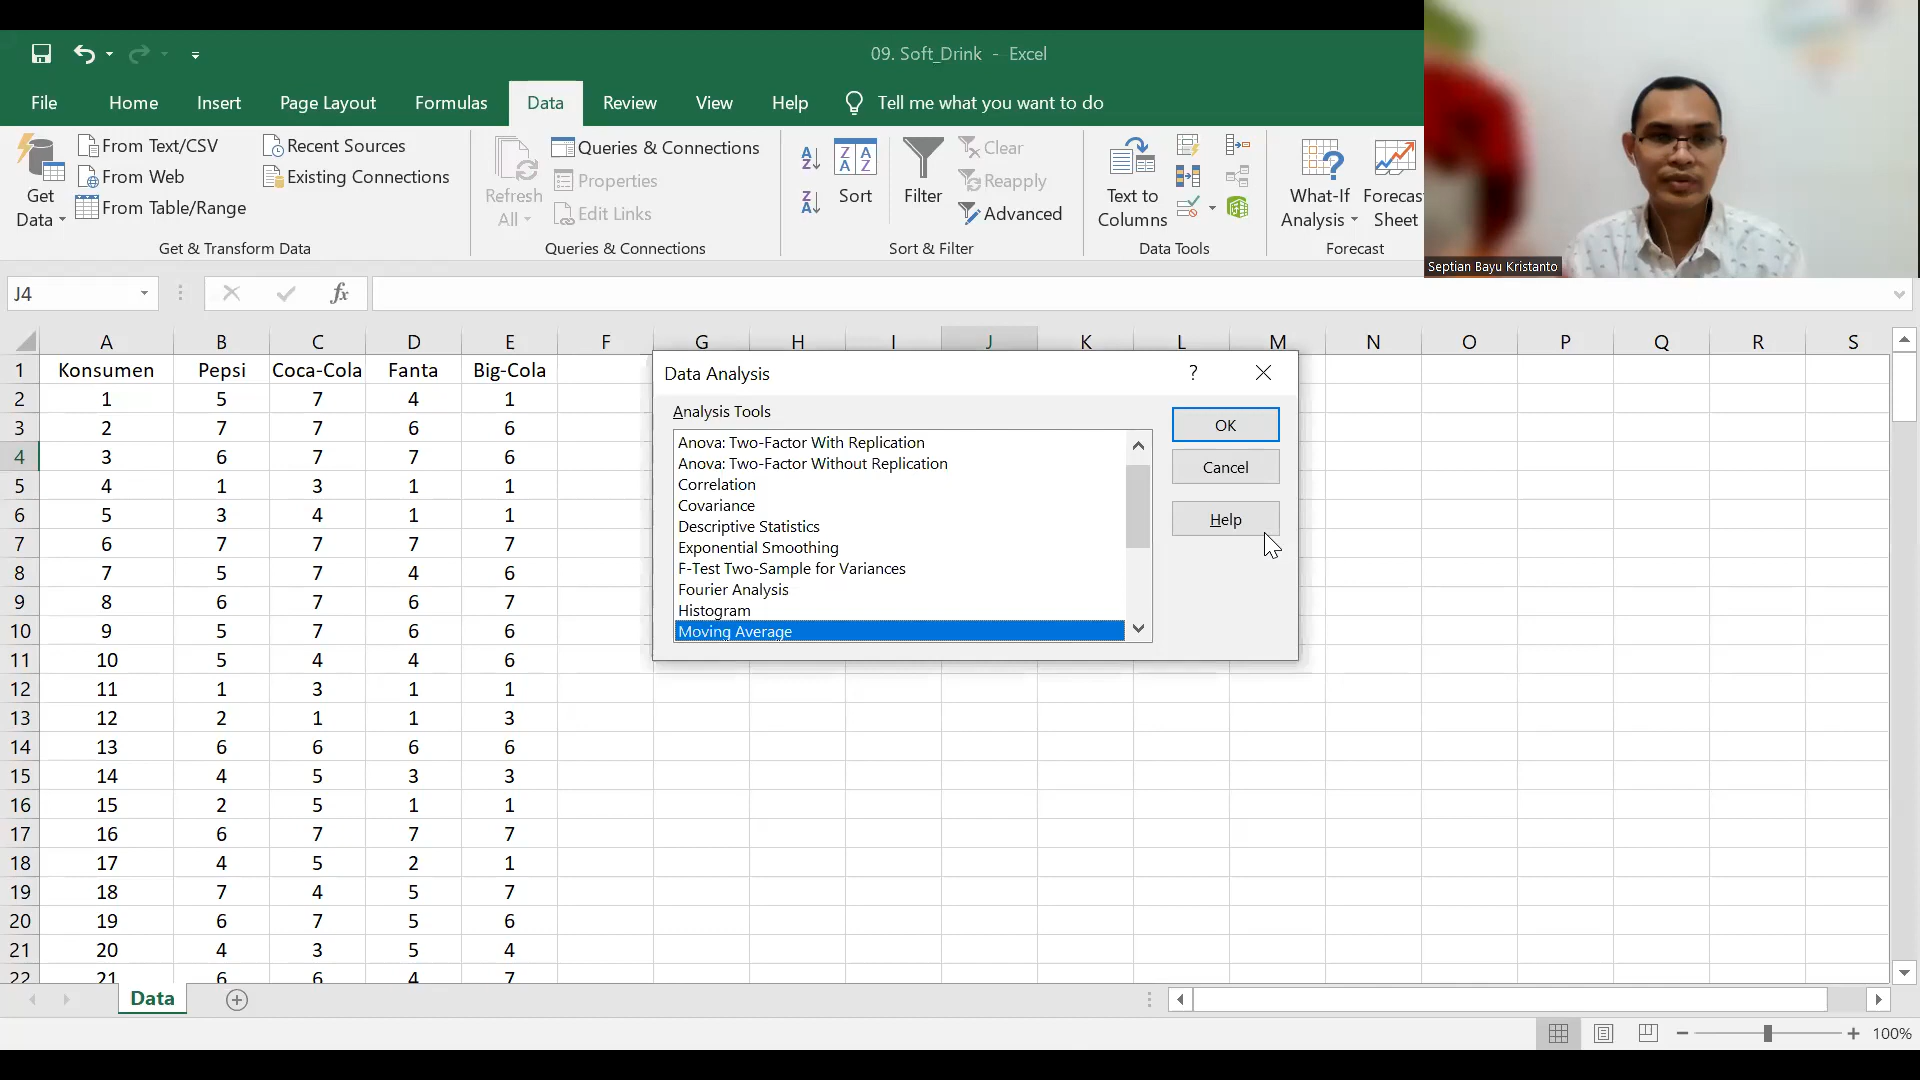 09. Soft_Drink - Excel
File Home Insert Page Layout Formulas Data Review View Help Tell me what you want to do
Get Data
From Text/CSV
From Web
From Table/Range
Recent Sources
Existing Connections
Get & Transform Data
Refresh All
Queries & Connections
Properties
Edit Links
Queries & Connections
Sort
Filter
Clear
Reapply
Advanced
Sort & Filter
Text to Columns
Data Tools
What-If Analysis
Forecast
Sheet
Forecast
Septian Bayu Kristanto
J4
fx
A B C D E F G H I J K L M N O P Q R S
1 Konsumen Pepsi Coca-Cola Fanta Big-Cola
2 1 5 7 4 1
3 2 7 7 6 6
4 3 6 7 7 6
5 4 1 3 1 1
6 5 3 4 1 1
7 6 7 7 7 7
8 7 5 7 4 6
9 8 6 7 6 7
10 9 5 7 6 6
11 10 5 4 4 6
12 11 1 3 1 1
13 12 2 1 1 3
14 13 6 6 6 6
15 14 4 5 3 3
16 15 2 5 1 1
17 16 6 7 7 7
18 17 4 5 2 1
19 18 7 4 5 7
20 19 6 7 5 6
21 20 4 3 5 4
22 21 6 6 4 7
Data Analysis
?
Analysis Tools
Anova: Two-Factor With Replication
Anova: Two-Factor Without Replication
Correlation
Covariance
Descriptive Statistics
Exponential Smoothing
F-Test Two-Sample for Variances
Fourier Analysis
Histogram
Moving Average
OK
Cancel
Help
Data
100%